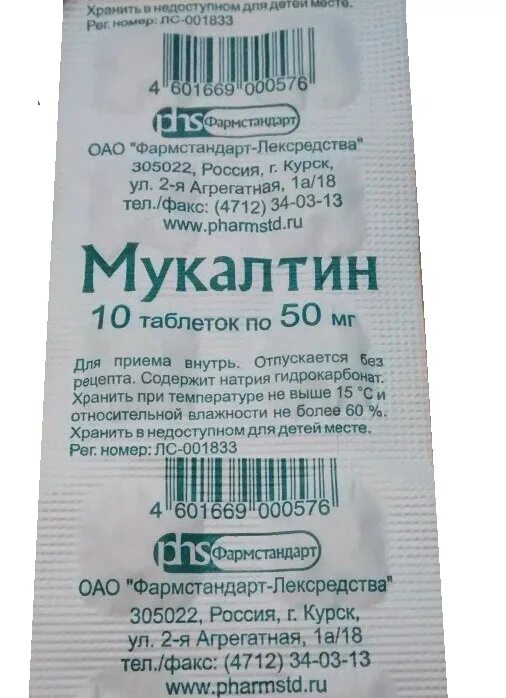 Хранить в недоступном для детей месте.
Рег. номер: ЛС-001833
4 601669 000576
phs Фармстандарт
ОАО "Фармстандарт-Лексредства"
305022, Россия, г. Курск,
ул. 2-я Агрегатная, 1а/18
тел./факс: (4712) 34-03-13
www.pharmstd.ru
Мукалтин
10 таблеток по 50 мг
Для приема внутрь. Отпускается без
рецепта. Содержит натрия гидрокарбонат.
Хранить при температуре не выше 15 °С и
относительной влажности не более 60 %.
Хранить в недоступном для детей месте.
Рег. номер: ЛС-001833
4 601669 000576
phs Фармстандарт
ОАО "Фармстандарт-Лексредства"
305022, Россия, г. Курск,
ул. 2-я Агрегатная, 1а/18
тел./факс: (4712) 34-03-13
www.pharmstd.ru